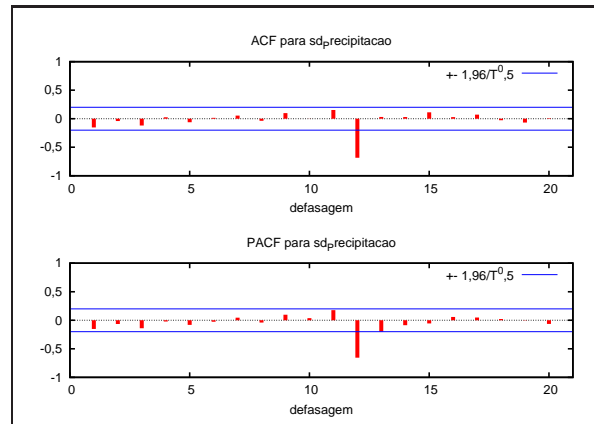 ACF para sd_Precipitacao
+- 1,96/T^0,5
1
0,5
0
-0,5
-1
0 5 10 15 20
defasagem
PACF para sd_Precipitacao
+- 1,96/T^0,5
1
0,5
0
-0,5
-1
0 5 10 15 20
defasagem